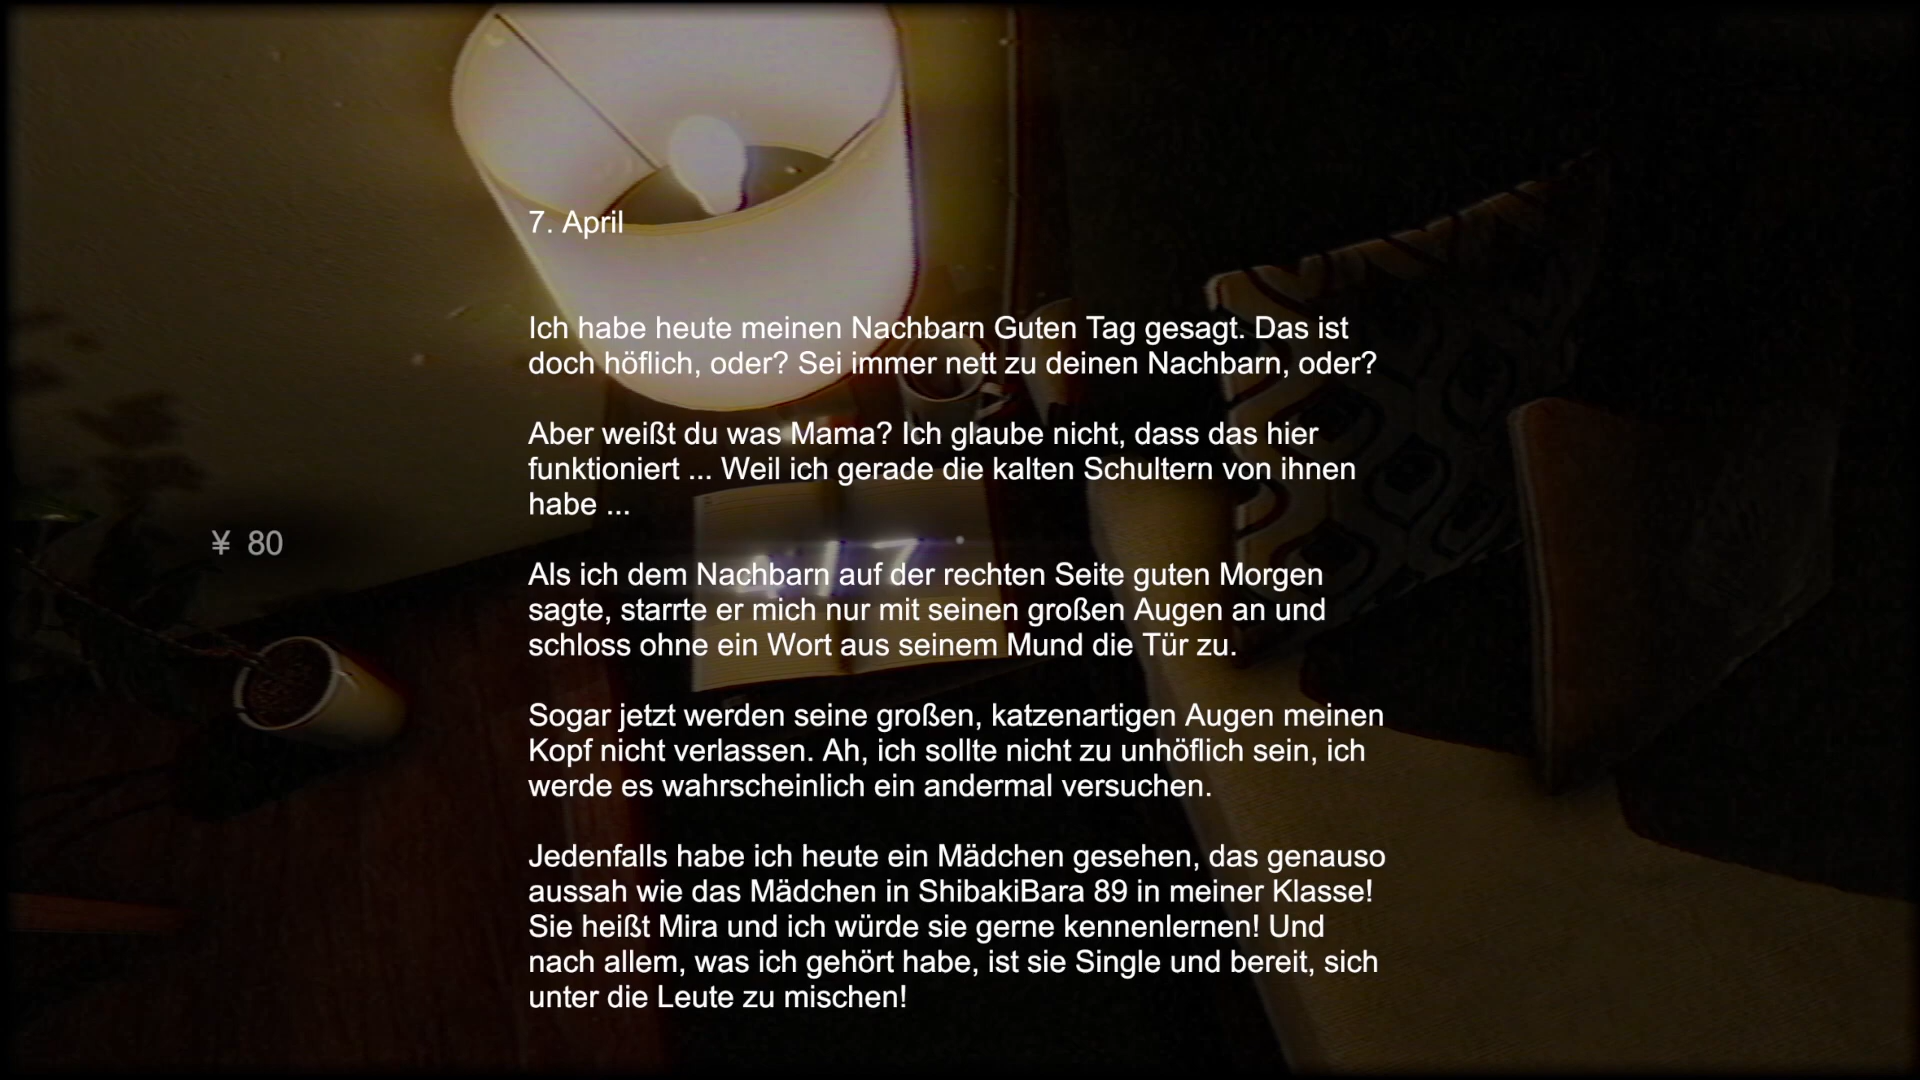 7. April
Ich habe heute meinen Nachbarn Guten Tag gesagt. Das ist
doch höflich, oder? Sei immer nett zu deinen Nachbarn, oder?
Aber weißt du was Mama? Ich glaube nicht, dass das hier
funktioniert ... Weil ich gerade die kalten Schultern von ihnen
habe ...
¥ 80
4/7
Als ich dem Nachbarn auf der rechten Seite guten Morgen
sagte, starrte er mich nur mit seinen großen Augen an und
schloss ohne ein Wort aus seinem Mund die Tür zu.
Sogar jetzt werden seine großen, katzenartigen Augen meinen
Kopf nicht verlassen. Ah, ich sollte nicht zu unhöflich sein, ich
werde es wahrscheinlich ein andermal versuchen.
Jedenfalls habe ich heute ein Mädchen gesehen, das genauso
aussah wie das Mädchen in ShibakiBara 89 in meiner Klasse!
Sie heißt Mira und ich würde sie gerne kennenlernen! Und
nach allem, was ich gehört habe, ist sie Single und bereit, sich
unter die Leute zu mischen!